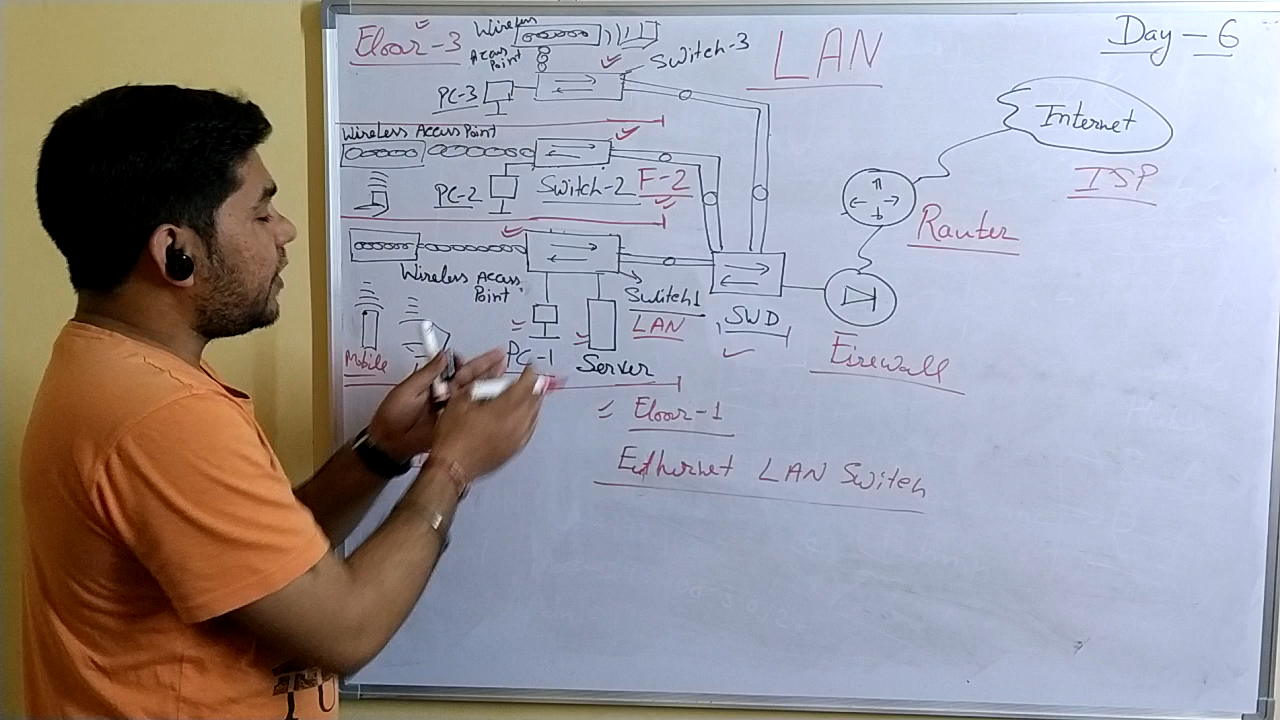 Floor-3
Wireless
Access
Point
Switch-3
LAN
Day - 6
PC-3
Internet
ISP
Wireless Access Point
PC-2
Switch-2 F-2
Router
Wireless Access
Point
Switch1
LAN
SWD
Mobile
PC-1
Server
Firewall
Floor-1
Ethernet LAN Switch